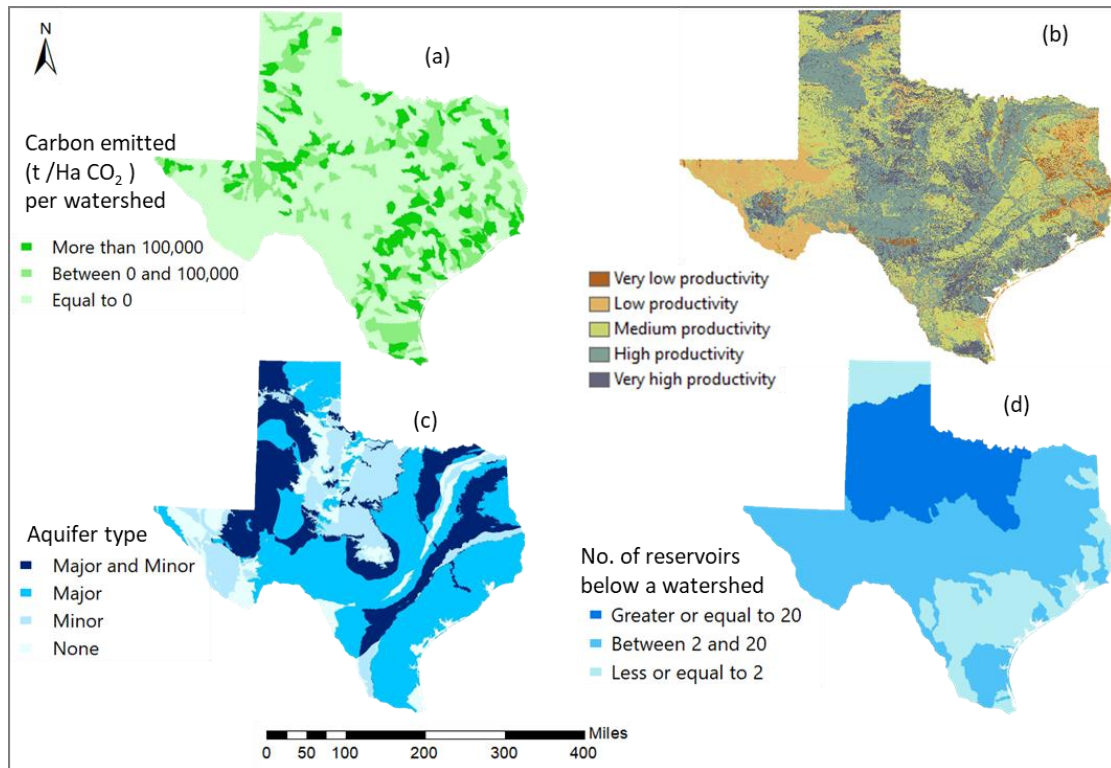 N
(a)
Carbon emitted
(t /Ha CO₂ )
per watershed
More than 100,000
Between 0 and 100,000
Equal to 0
(b)
Very low productivity
Low productivity
Medium productivity
High productivity
Very high productivity
(c)
Aquifer type
Major and Minor
Major
Minor
None
(d)
No. of reservoirs
below a watershed
Greater or equal to 20
Between 2 and 20
Less or equal to 2
Miles
0 25 50 100 200 300 400